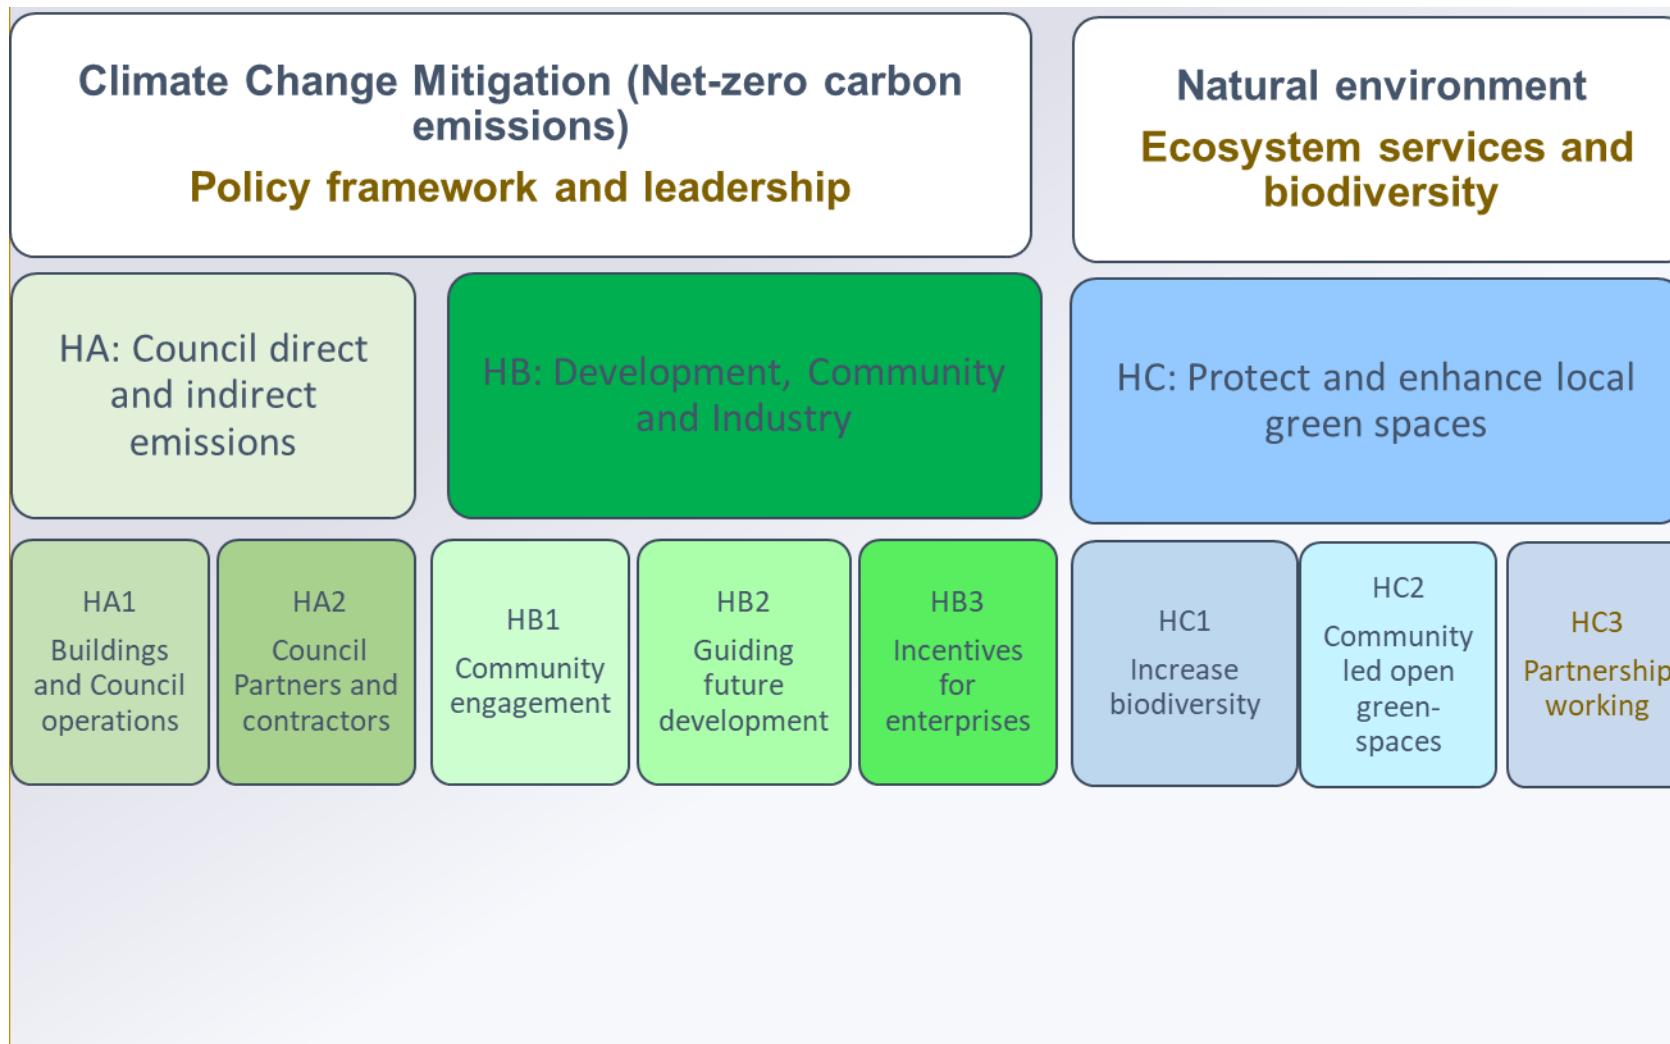 Climate Change Mitigation (Net-zero carbon
emissions)
Policy framework and leadership
Natural environment
Ecosystem services and
biodiversity
HA: Council direct
and indirect
emissions
HB: Development, Community
and Industry
HC: Protect and enhance local
green spaces
HA1
Buildings
and Council
operations
HA2
Council
Partners and
contractors
HB1
Community
engagement
HB2
Guiding
future
development
HB3
Incentives
for
enterprises
HC1
Increase
biodiversity
HC2
Community
led open
green-
spaces
HC3
Partnership
working